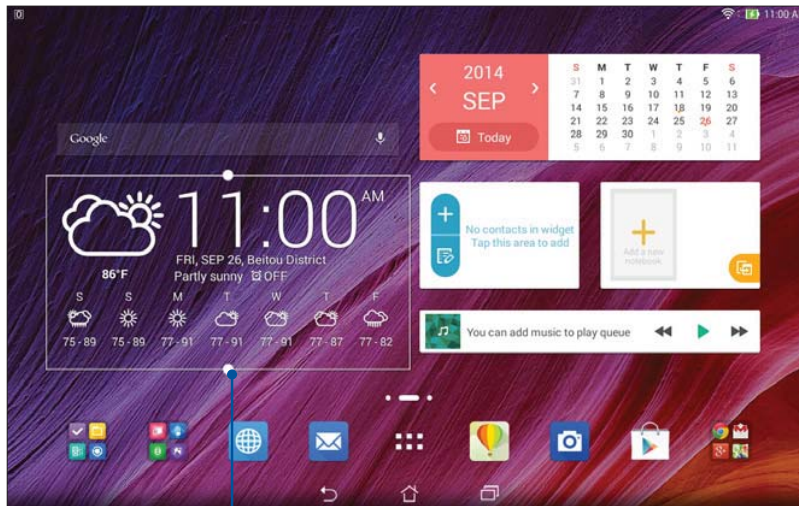 11:00 A
Google
11:00 AM
FRI, SEP 26, Beitou District
86°F
Partly sunny OFF
S S M T W T F
75 - 89 75 - 89 77 - 91 77 - 91 77 - 91 77 - 87 77 - 82
2014
SEP
Today
S M T W T F S
31 1 2 3 4 5 6
7 8 9 10 11 12 13
14 15 16 17 18 19 20
21 22 23 24 25 26 27
28 29 30 1 2 3 4
5 6 7 8 9 10 11
No contacts in widget
Tap this area to add
Add a new
notebook
You can add music to play queue